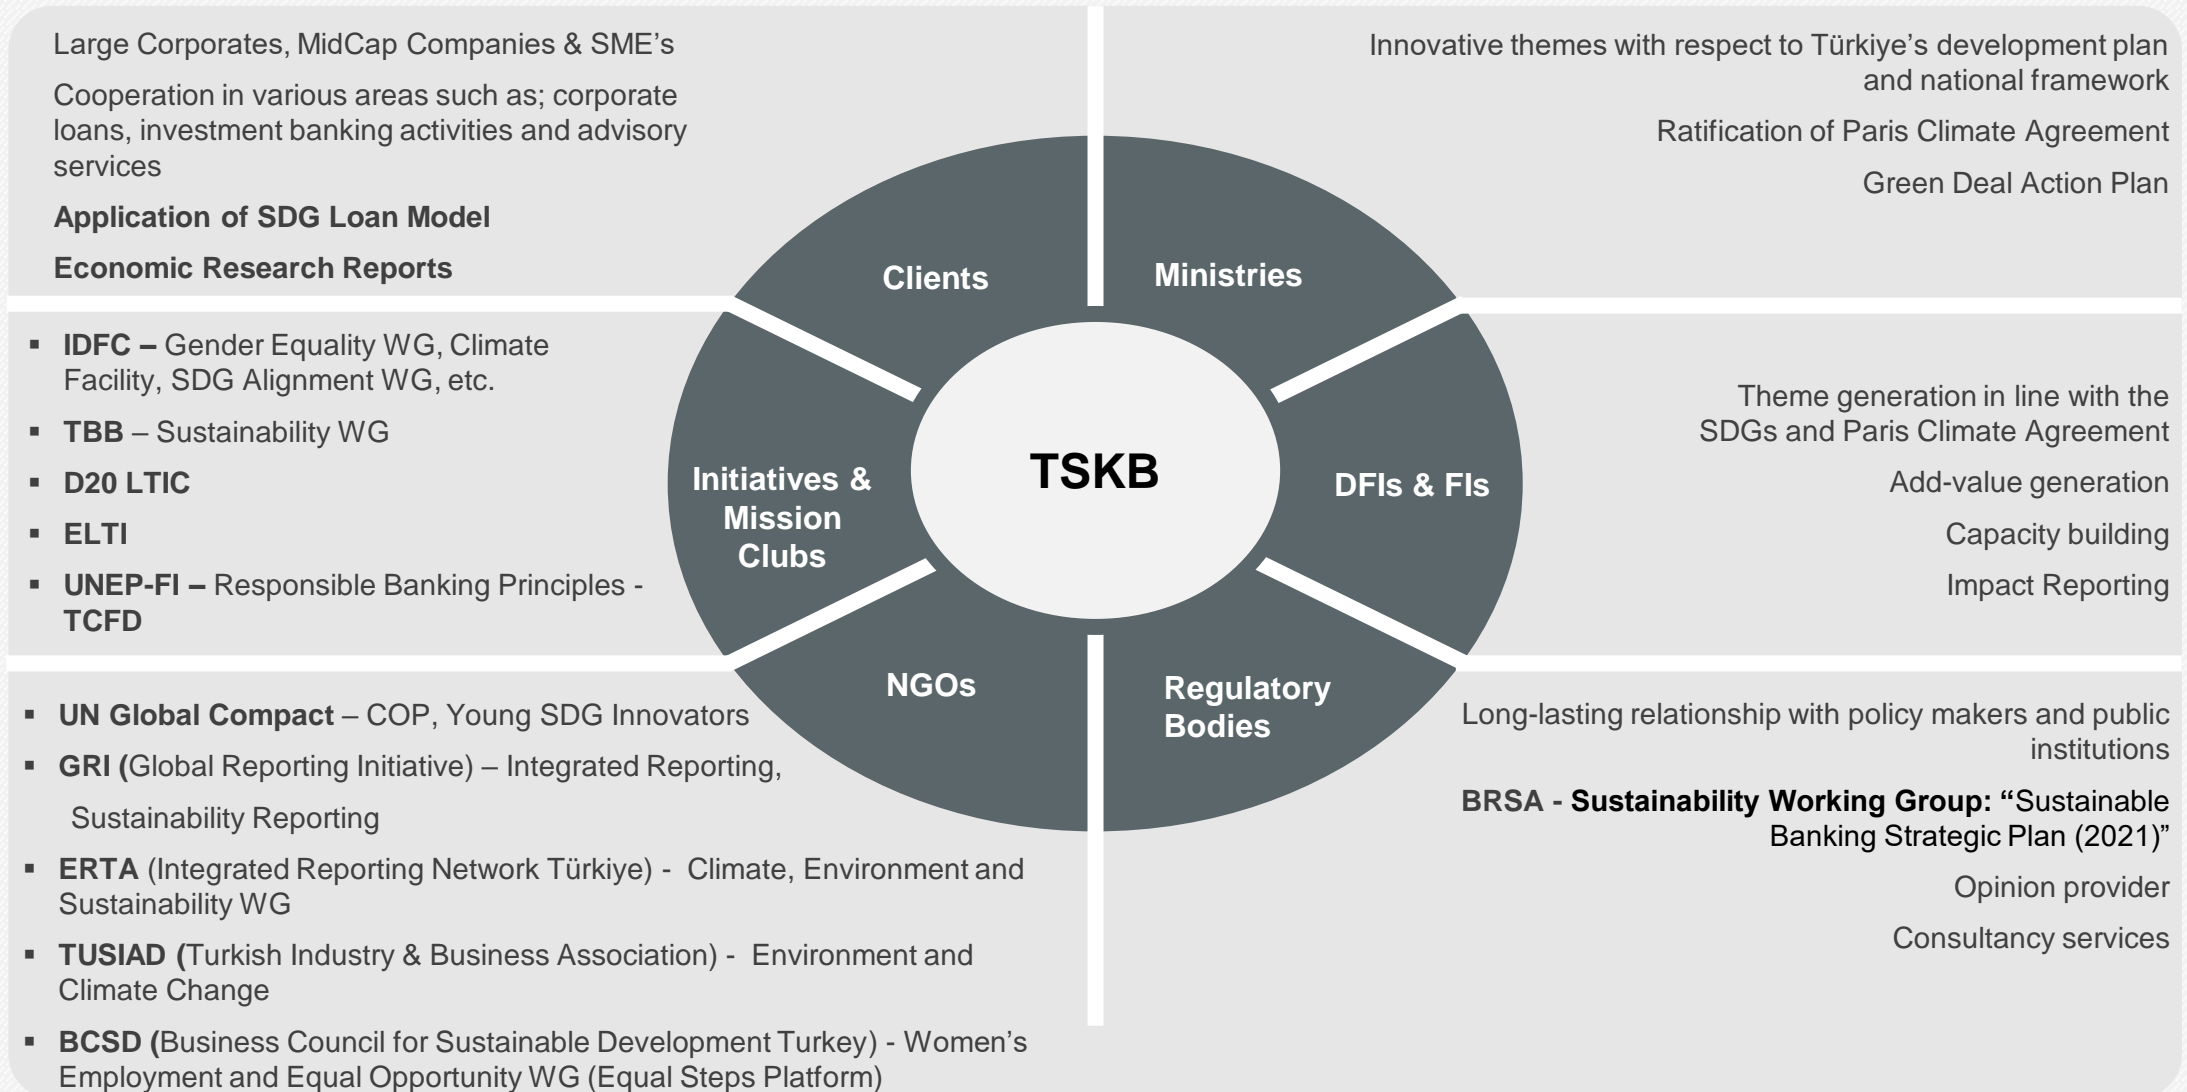 Large Corporates, MidCap Companies & SME’s
Cooperation in various areas such as; corporate
loans, investment banking activities and advisory
services
Application of SDG Loan Model
Economic Research Reports
Innovative themes with respect to Türkiye’s development plan
and national framework
Ratification of Paris Climate Agreement
Green Deal Action Plan
Clients
Ministries
▪ IDFC – Gender Equality WG, Climate
Facility, SDG Alignment WG, etc.
▪ TBB – Sustainability WG
▪ D20 LTIC
▪ ELTI
▪ UNEP-FI – Responsible Banking Principles -
TCFD
Initiatives &
Mission
Clubs
TSKB
DFIs & FIs
Theme generation in line with the
SDGs and Paris Climate Agreement
Add-value generation
Capacity building
Impact Reporting
NGOs
Regulatory
Bodies
▪ UN Global Compact – COP, Young SDG Innovators
▪ GRI (Global Reporting Initiative) – Integrated Reporting,
Sustainability Reporting
▪ ERTA (Integrated Reporting Network Türkiye) - Climate, Environment and
Sustainability WG
▪ TUSIAD (Turkish Industry & Business Association) - Environment and
Climate Change
▪ BCSD (Business Council for Sustainable Development Turkey) - Women’s
Employment and Equal Opportunity WG (Equal Steps Platform)
Long-lasting relationship with policy makers and public
institutions
BRSA - Sustainability Working Group: “Sustainable
Banking Strategic Plan (2021)”
Opinion provider
Consultancy services